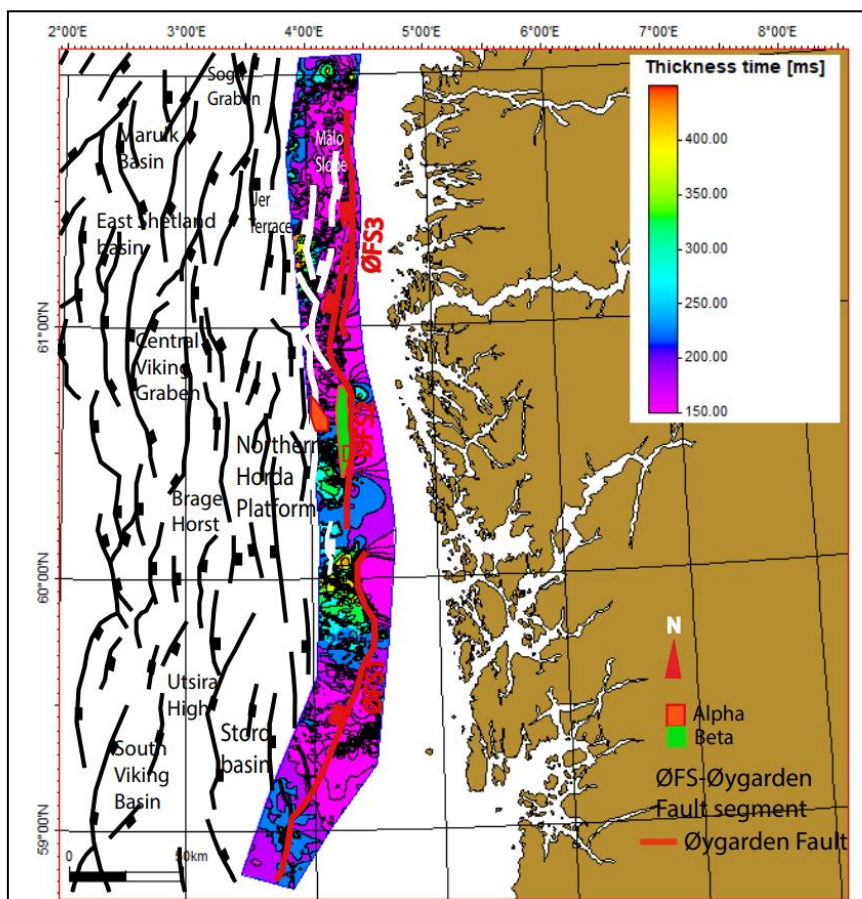 2°00'E 3°00'E 4°00'E 5°00'E 6°00'E 7°00'E 8°00'E
Thickness time [ms]
400.00
350.00
300.00
250.00
200.00
150.00
Sogn
Graben
Marulk
Basin
Måløy
Slope
Uer
Terrace
East Shetland
basin
ØFS3
61°00'N
Central
Viking
Graben
Northern
Horda
Platform
Brage
Horst
60°00'N
Utsira
High
Stord
basin
South
Viking
Basin
59°00'N
0 50km
N
Alpha
Beta
ØFS-Øygarden
Fault segment
Øygarden Fault